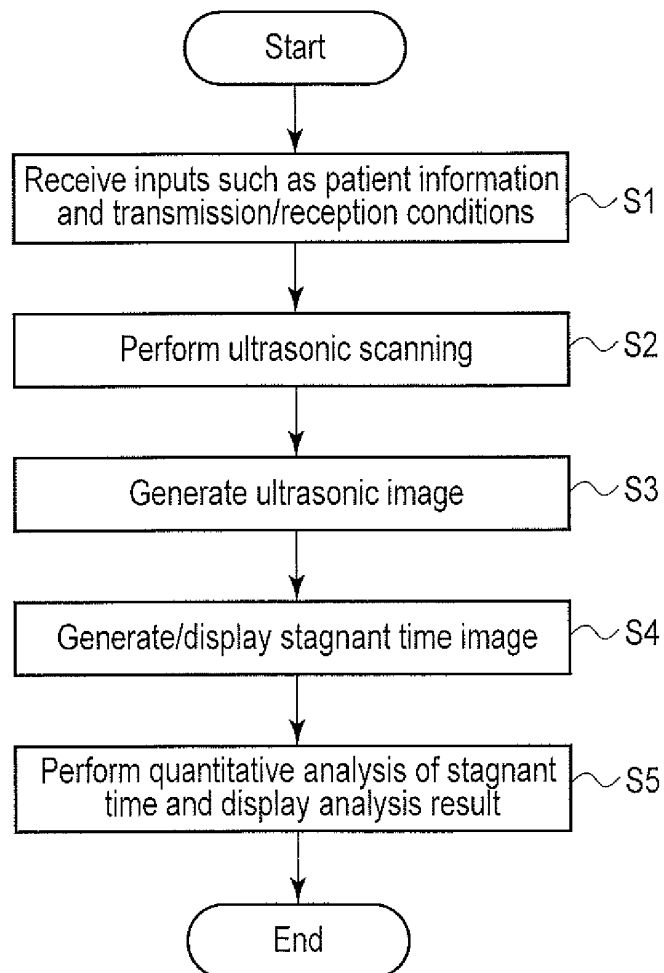 Start
Receive inputs such as patient information
and transmission/reception conditions
S1
Perform ultrasonic scanning
S2
Generate ultrasonic image
S3
Generate/display stagnant time image
S4
Perform quantitative analysis of stagnant
time and display analysis result
S5
End